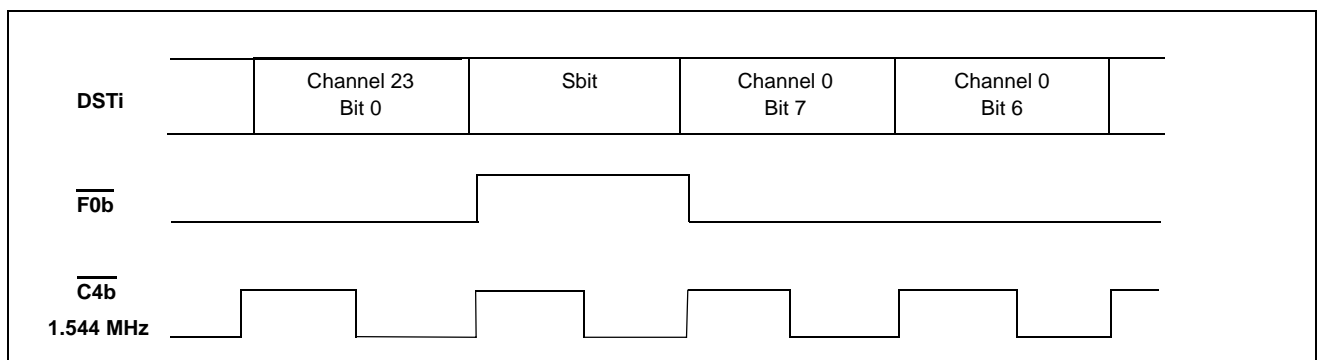 Channel 23
Bit 0
Sbit
Channel 0
Bit 7
Channel 0
Bit 6
DSTi
F0b
C4b
1.544 MHz